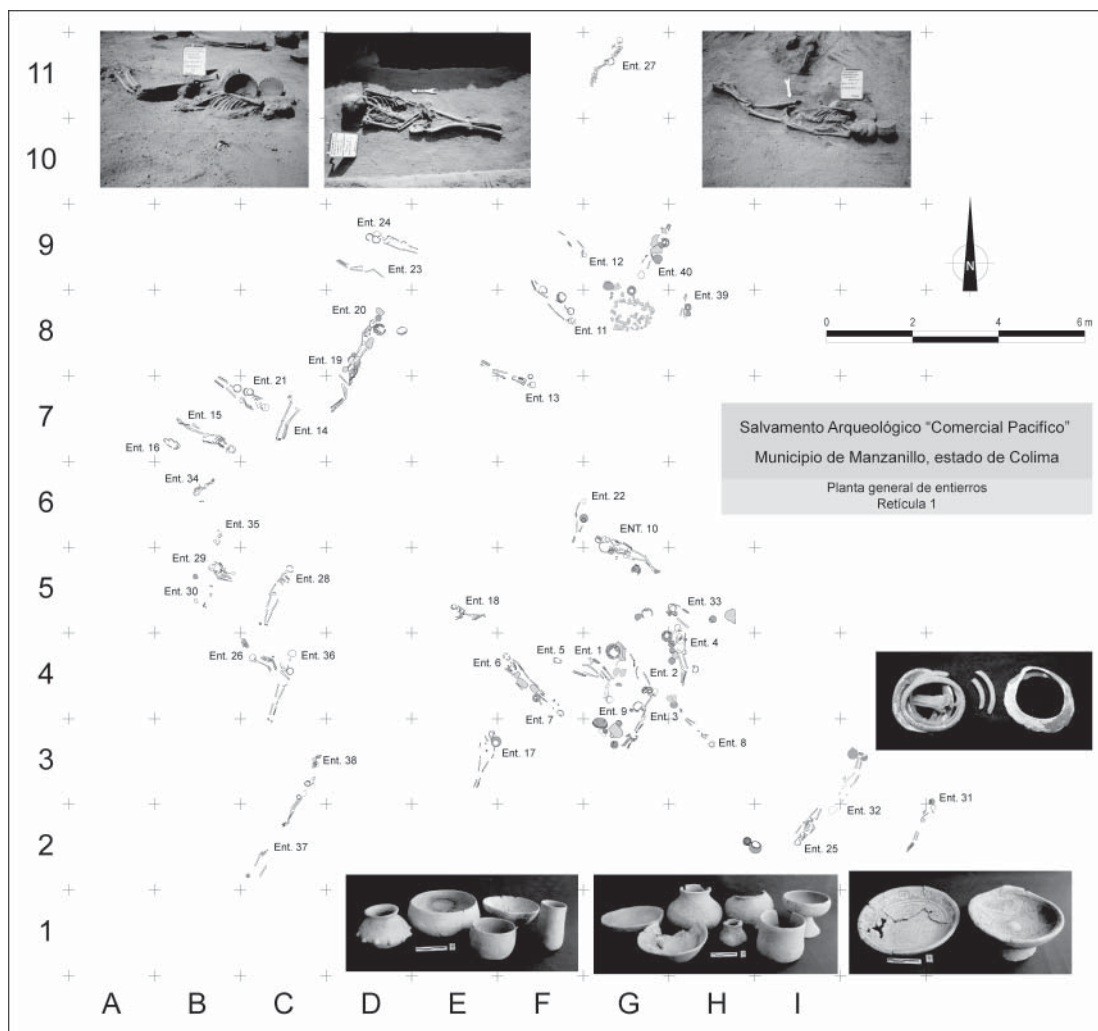 11
Ent. 27
10
9
Ent. 24
Ent. 12
Ent. 23
Ent. 40
N
8
Ent. 20
Ent. 39
Ent. 11
0 2 4 6 m
Ent. 19
7
Ent. 21
Ent. 13
Ent. 15
Ent. 14
Ent. 16
Salvamento Arqueológico “Comercial Pacifico”
Municipio de Manzanillo, estado de Colima
Planta general de entierros
Retícula 1
6
Ent. 34
Ent. 22
Ent. 35
ENT. 10
5
Ent. 29
Ent. 28
Ent. 30
Ent. 18
Ent. 33
4
Ent. 26
Ent. 36
Ent. 6
Ent. 5
Ent. 1
Ent. 4
Ent. 2
Ent. 7
Ent. 9
Ent. 3
Ent. 8
3
Ent. 38
Ent. 17
Ent. 32
Ent. 31
2
Ent. 37
Ent. 25
1
A B C D E F G H I